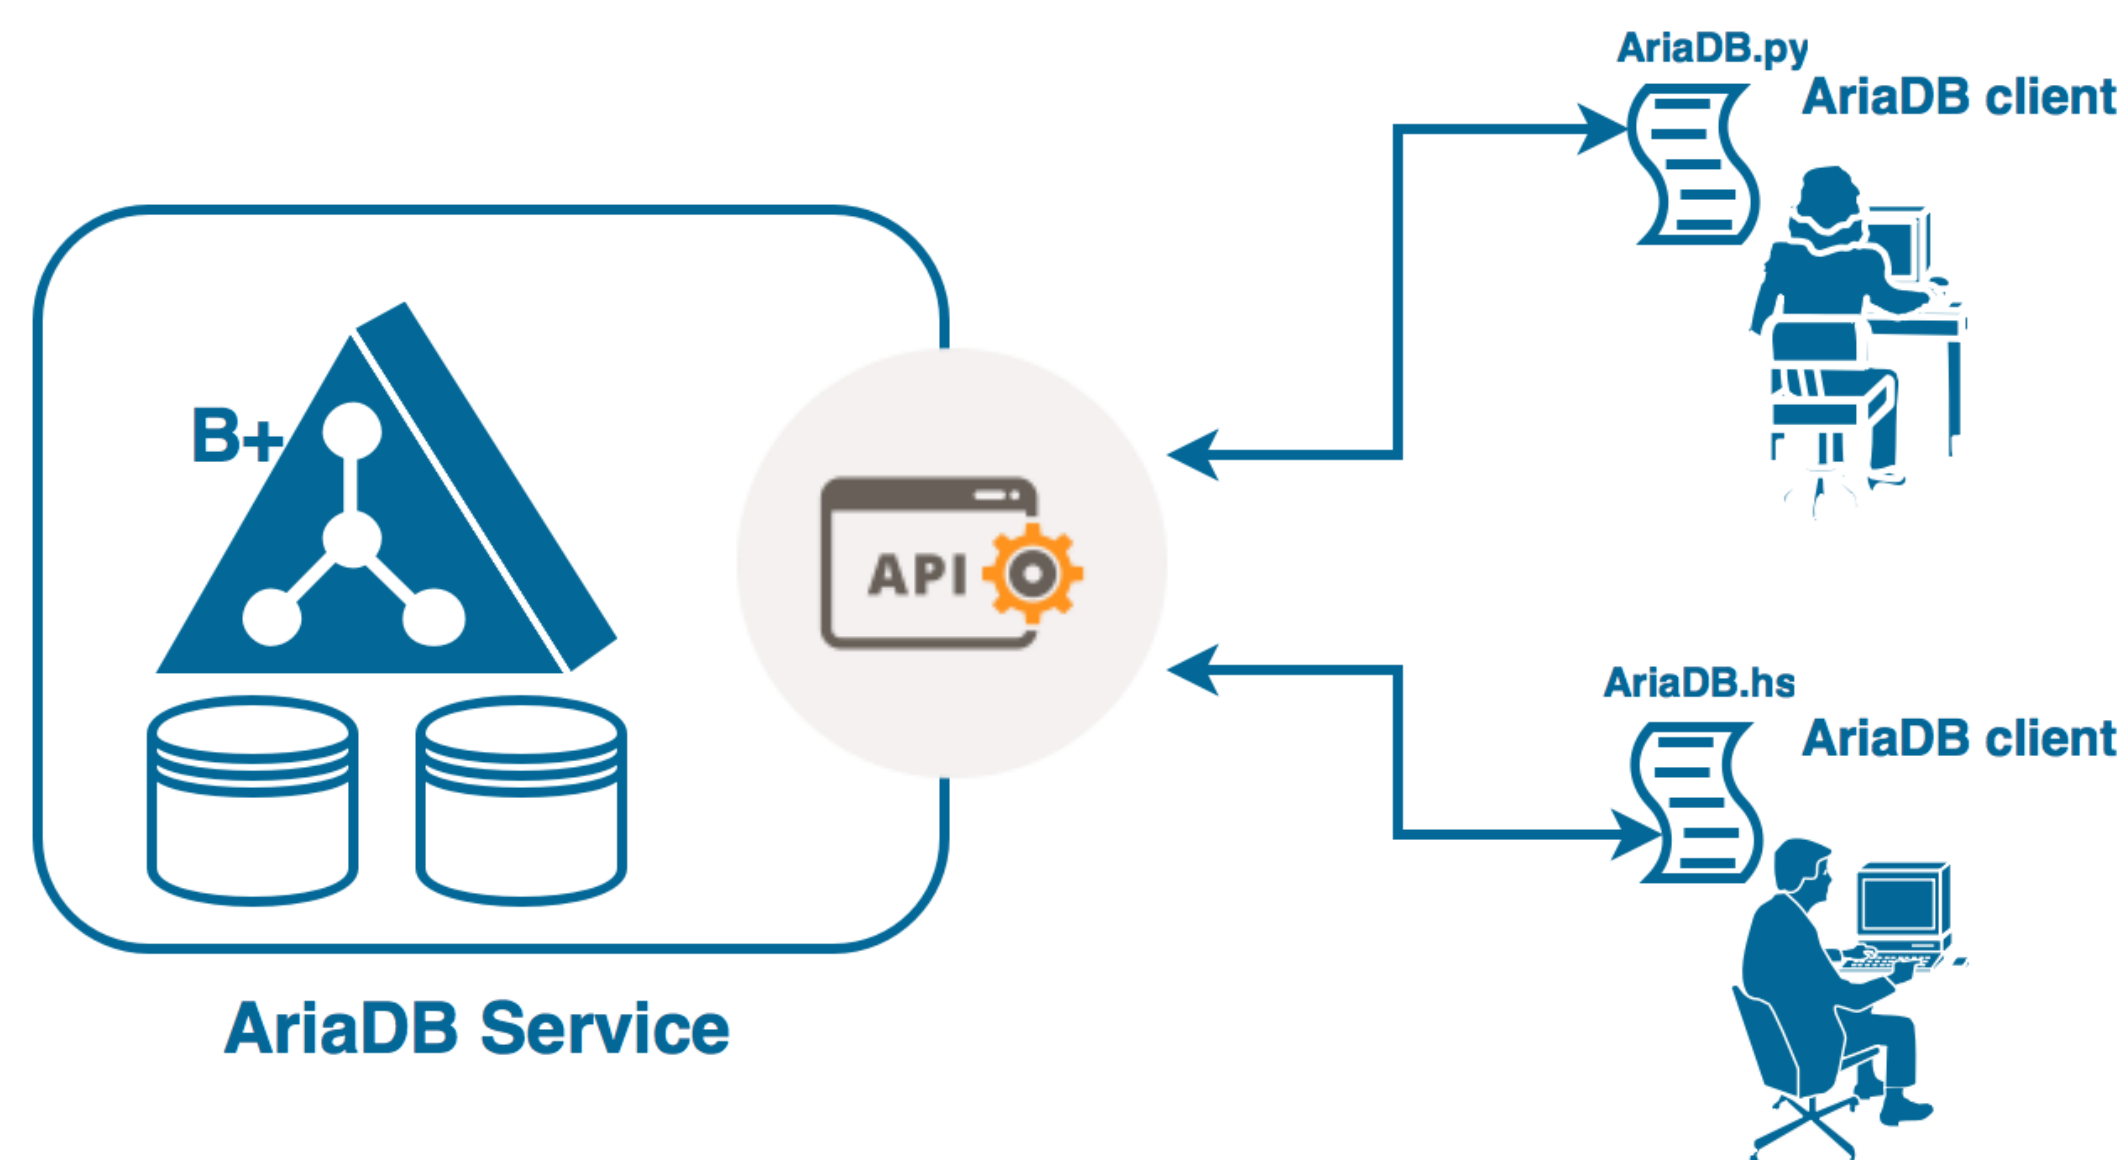 AriaDB.py
AriaDB client
B+
API
AriaDB.hs
AriaDB client
AriaDB Service